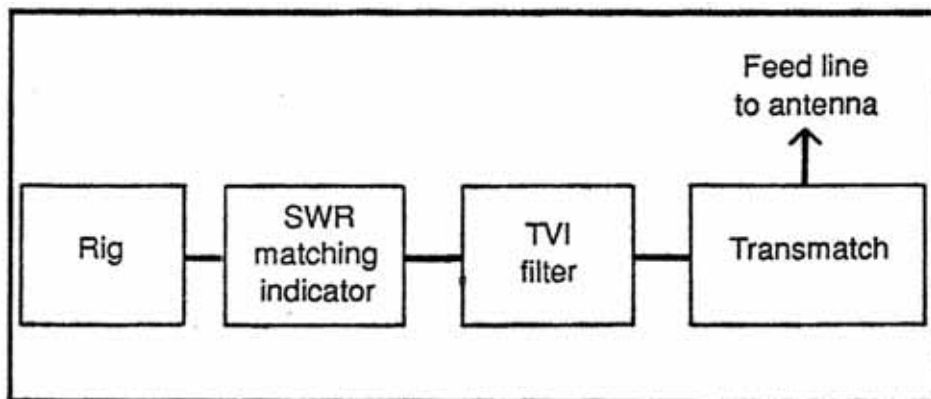 Feed line
to antenna
Rig
SWR
matching
indicator
TVI
filter
Transmatch